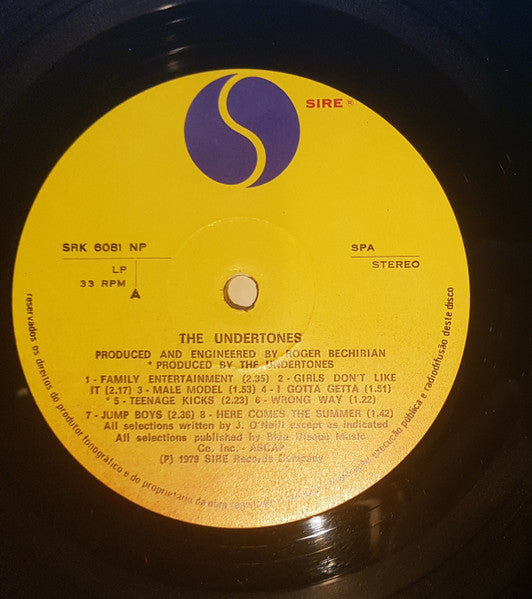 SIRE®
SRK 6081 NP
SPA
LP
STEREO
33 RPM
A
THE UNDERTONES
PRODUCED AND ENGINEERED BY ROGER BECHIRIAN
* PRODUCED BY THE UNDERTONES
1 - FAMILY ENTERTAINMENT (2.35) 2 - GIRLS DON'T LIKE
IT (2.17) 3 - MALE MODEL (1.53) 4 - I GOTTA GETTA (1.51)
* 5 - TEENAGE KICKS (2.23) 6 - WRONG WAY (1.22)
7 - JUMP BOYS (2.36) 8 - HERE COMES THE SUMMER (1.42)
All selections written by J. O'Neill except as indicated
All selections published by Bleu Disque Music
Co. Inc. - ASCAP
(P) 1979 SIRE Records Company
reservados os direitos do produtor fonográfico e do proprietário da obra execução pública e radiodifusão deste disco